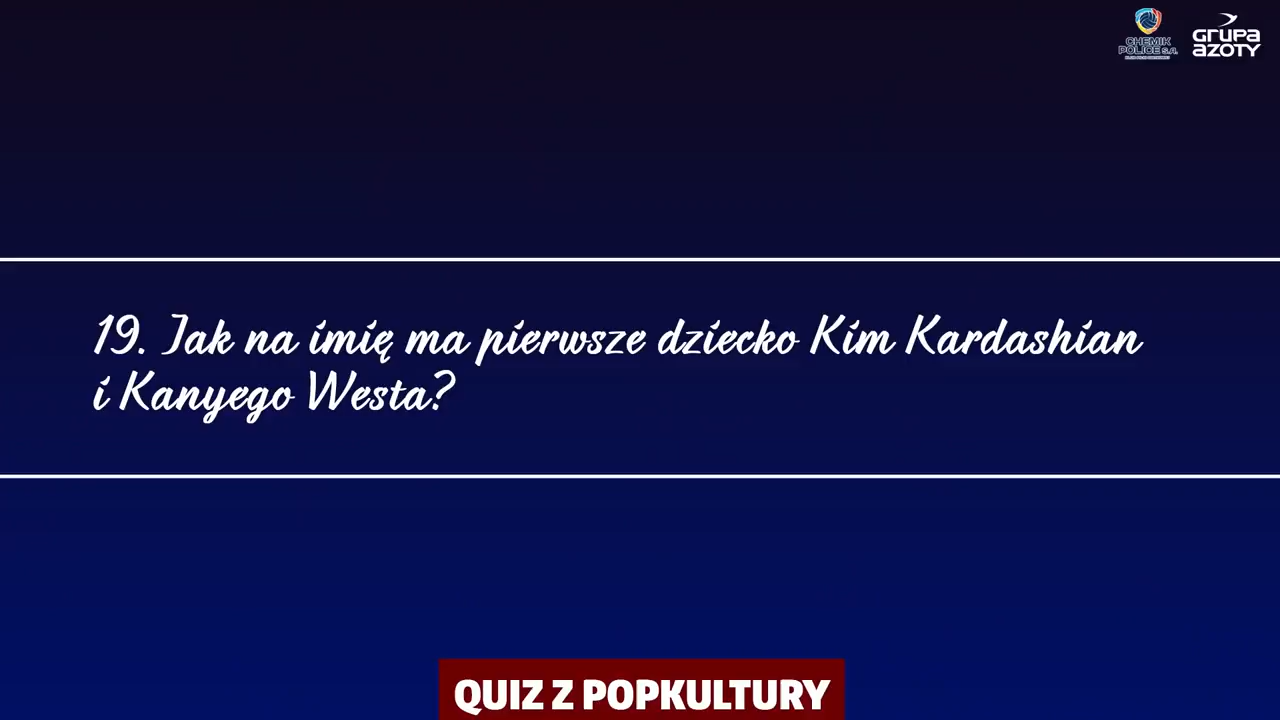 CHEMIK
POLICE S.A.
GRUPA
AZOTY
19. Jak na imię ma pierwsze dziecko Kim Kardashian
i Kanyego Westa?
QUIZ Z POPKULTURY